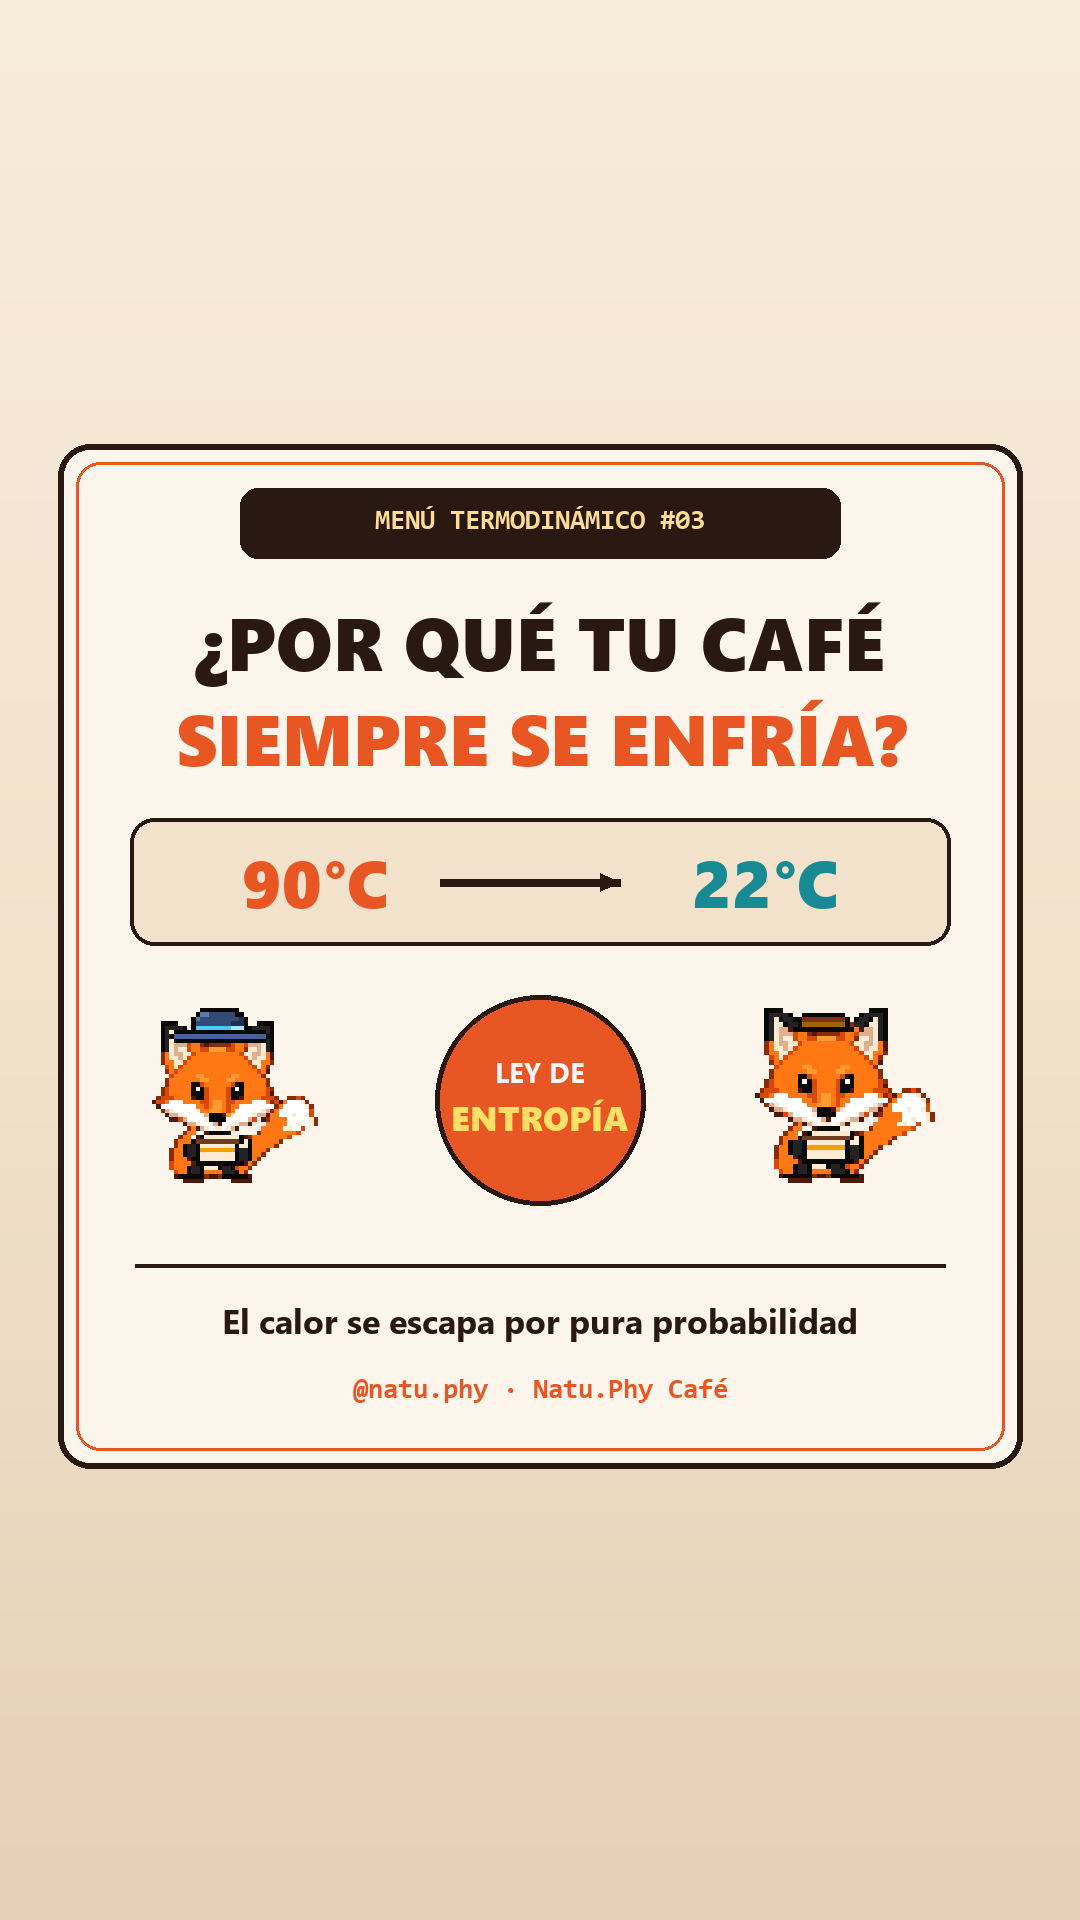 MENÚ TERMODINÁMICO #03
¿POR QUÉ TU CAFÉ
SIEMPRE SE ENFRÍA?
90°C 22°C
LEY DE
ENTROPÍA
El calor se escapa por pura probabilidad
@natu.phy · Natu.Phy Café